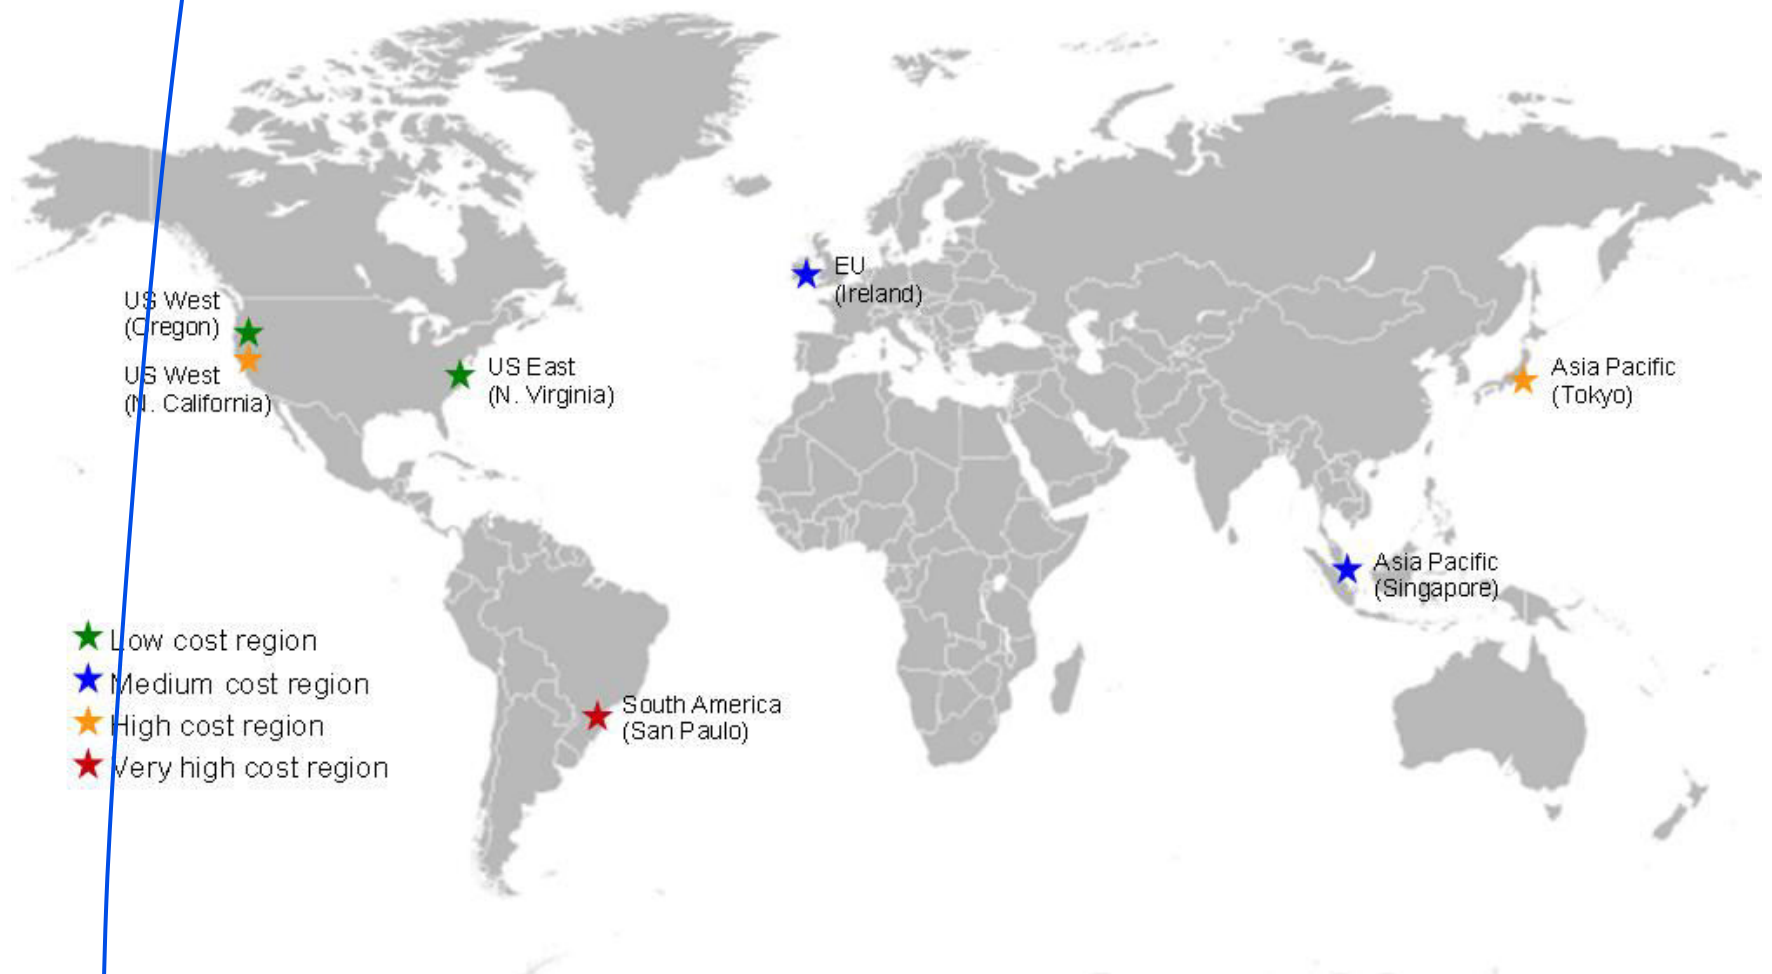 US West
(Oregon)
US West
(N. California)
US East
(N. Virginia)
EU
(Ireland)
Asia Pacific
(Tokyo)
Asia Pacific
(Singapore)
South America
(San Paulo)
Low cost region
Medium cost region
High cost region
Very high cost region